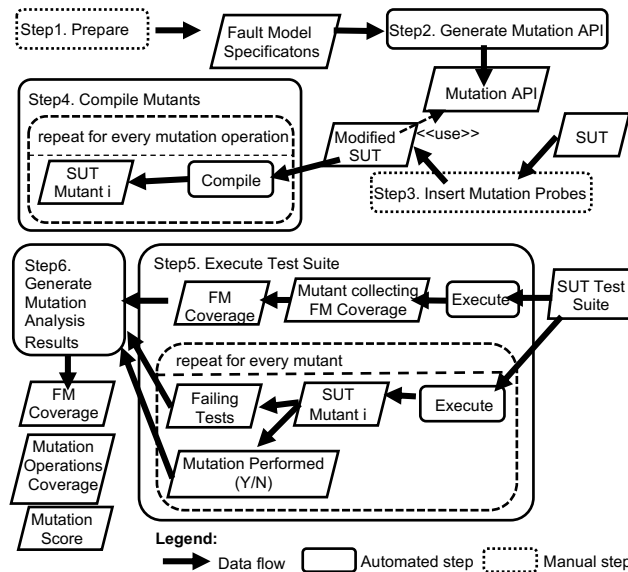 Step1. Prepare
Fault Model
Specificatons
Step2. Generate Mutation API
Mutation API
<<use>>
SUT
Step3. Insert Mutation Probes
Modified
SUT
Step4. Compile Mutants
repeat for every mutation operation
SUT
Mutant i
Compile
Step5. Execute Test Suite
SUT Test
Suite
Execute
Mutant collecting
FM Coverage
FM
Coverage
repeat for every mutant
Execute
SUT
Mutant i
Failing
Tests
Mutation Performed
(Y/N)
Step6.
Generate
Mutation
Analysis
Results
FM
Coverage
Mutation
Operations
Coverage
Mutation
Score
Legend:
Data flow
Automated step
Manual step